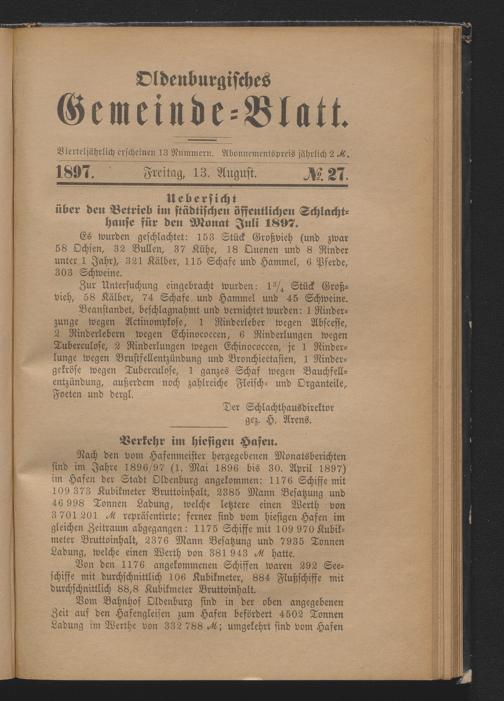 Oldenburgisches
Gemeinde-Blatt.
Vierteljährlich erscheinen 13 Nummern. Abonnementspreis jährlich 2 ℳ.
1897. Freitag, 13. August. № 27.
Uebersicht
über den Betrieb im städtischen öffentlichen Schlacht-
hause für den Monat Juli 1897.
Es wurden geschlachtet: 153 Stück Großvieh (und zwar
58 Ochsen, 32 Bullen, 37 Kühe, 18 Quenen und 8 Rinder
unter 1 Jahr), 321 Kälber, 115 Schafe und Hammel, 6 Pferde,
303 Schweine.
Zur Untersuchung eingebracht wurden: 1³/₄ Stück Groß-
vieh, 58 Kälber, 74 Schafe und Hammel und 45 Schweine.
Beanstandet, beschlagnahmt und vernichtet wurden: 1 Rinder-
zunge wegen Actinomykose, 1 Rinderleber wegen Abscesse,
2 Rinderlebern wegen Echinococcen, 6 Rinderlungen wegen
Tuberculose, 2 Rinderlungen wegen Echinococcen, je 1 Rinder-
lunge wegen Brustfellentzündung und Bronchiectasien, 1 Rinder-
gekröse wegen Tuberculose, 1 ganzes Schaf wegen Bauchfell-
entzündung, außerdem noch zahlreiche Fleisch- und Organteile,
Foeten und dergl.
Der Schlachthausdirektor
gez. H. Arens.
Verkehr im hiesigen Hafen.
Nach den vom Hafenmeister hergegebenen Monatsberichten
sind im Jahre 1896/97 (1. Mai 1896 bis 30. April 1897)
im Hafen der Stadt Oldenburg angekommen: 1176 Schiffe mit
109 373 Kubikmeter Bruttoinhalt, 2385 Mann Besatzung und
46 998 Tonnen Ladung, welche letztere einen Werth von
3 701 201 ℳ repräsentirte; ferner sind vom hiesigen Hafen im
gleichen Zeitraum abgegangen: 1175 Schiffe mit 109 970 Kubik-
meter Bruttoinhalt, 2376 Mann Besatzung und 7935 Tonnen
Ladung, welche einen Werth von 381 943 ℳ hatte.
Von den 1176 angekommenen Schiffen waren 292 See-
schiffe mit durchschnittlich 106 Kubikmeter, 884 Flußschiffe mit
durchschnittlich 88,8 Kubikmeter Bruttoinhalt.
Vom Bahnhof Oldenburg sind in der oben angegebenen
Zeit auf den Hafengleisen zum Hafen befördert 4502 Tonnen
Ladung im Werthe von 332 788 ℳ; umgekehrt sind vom Hafen